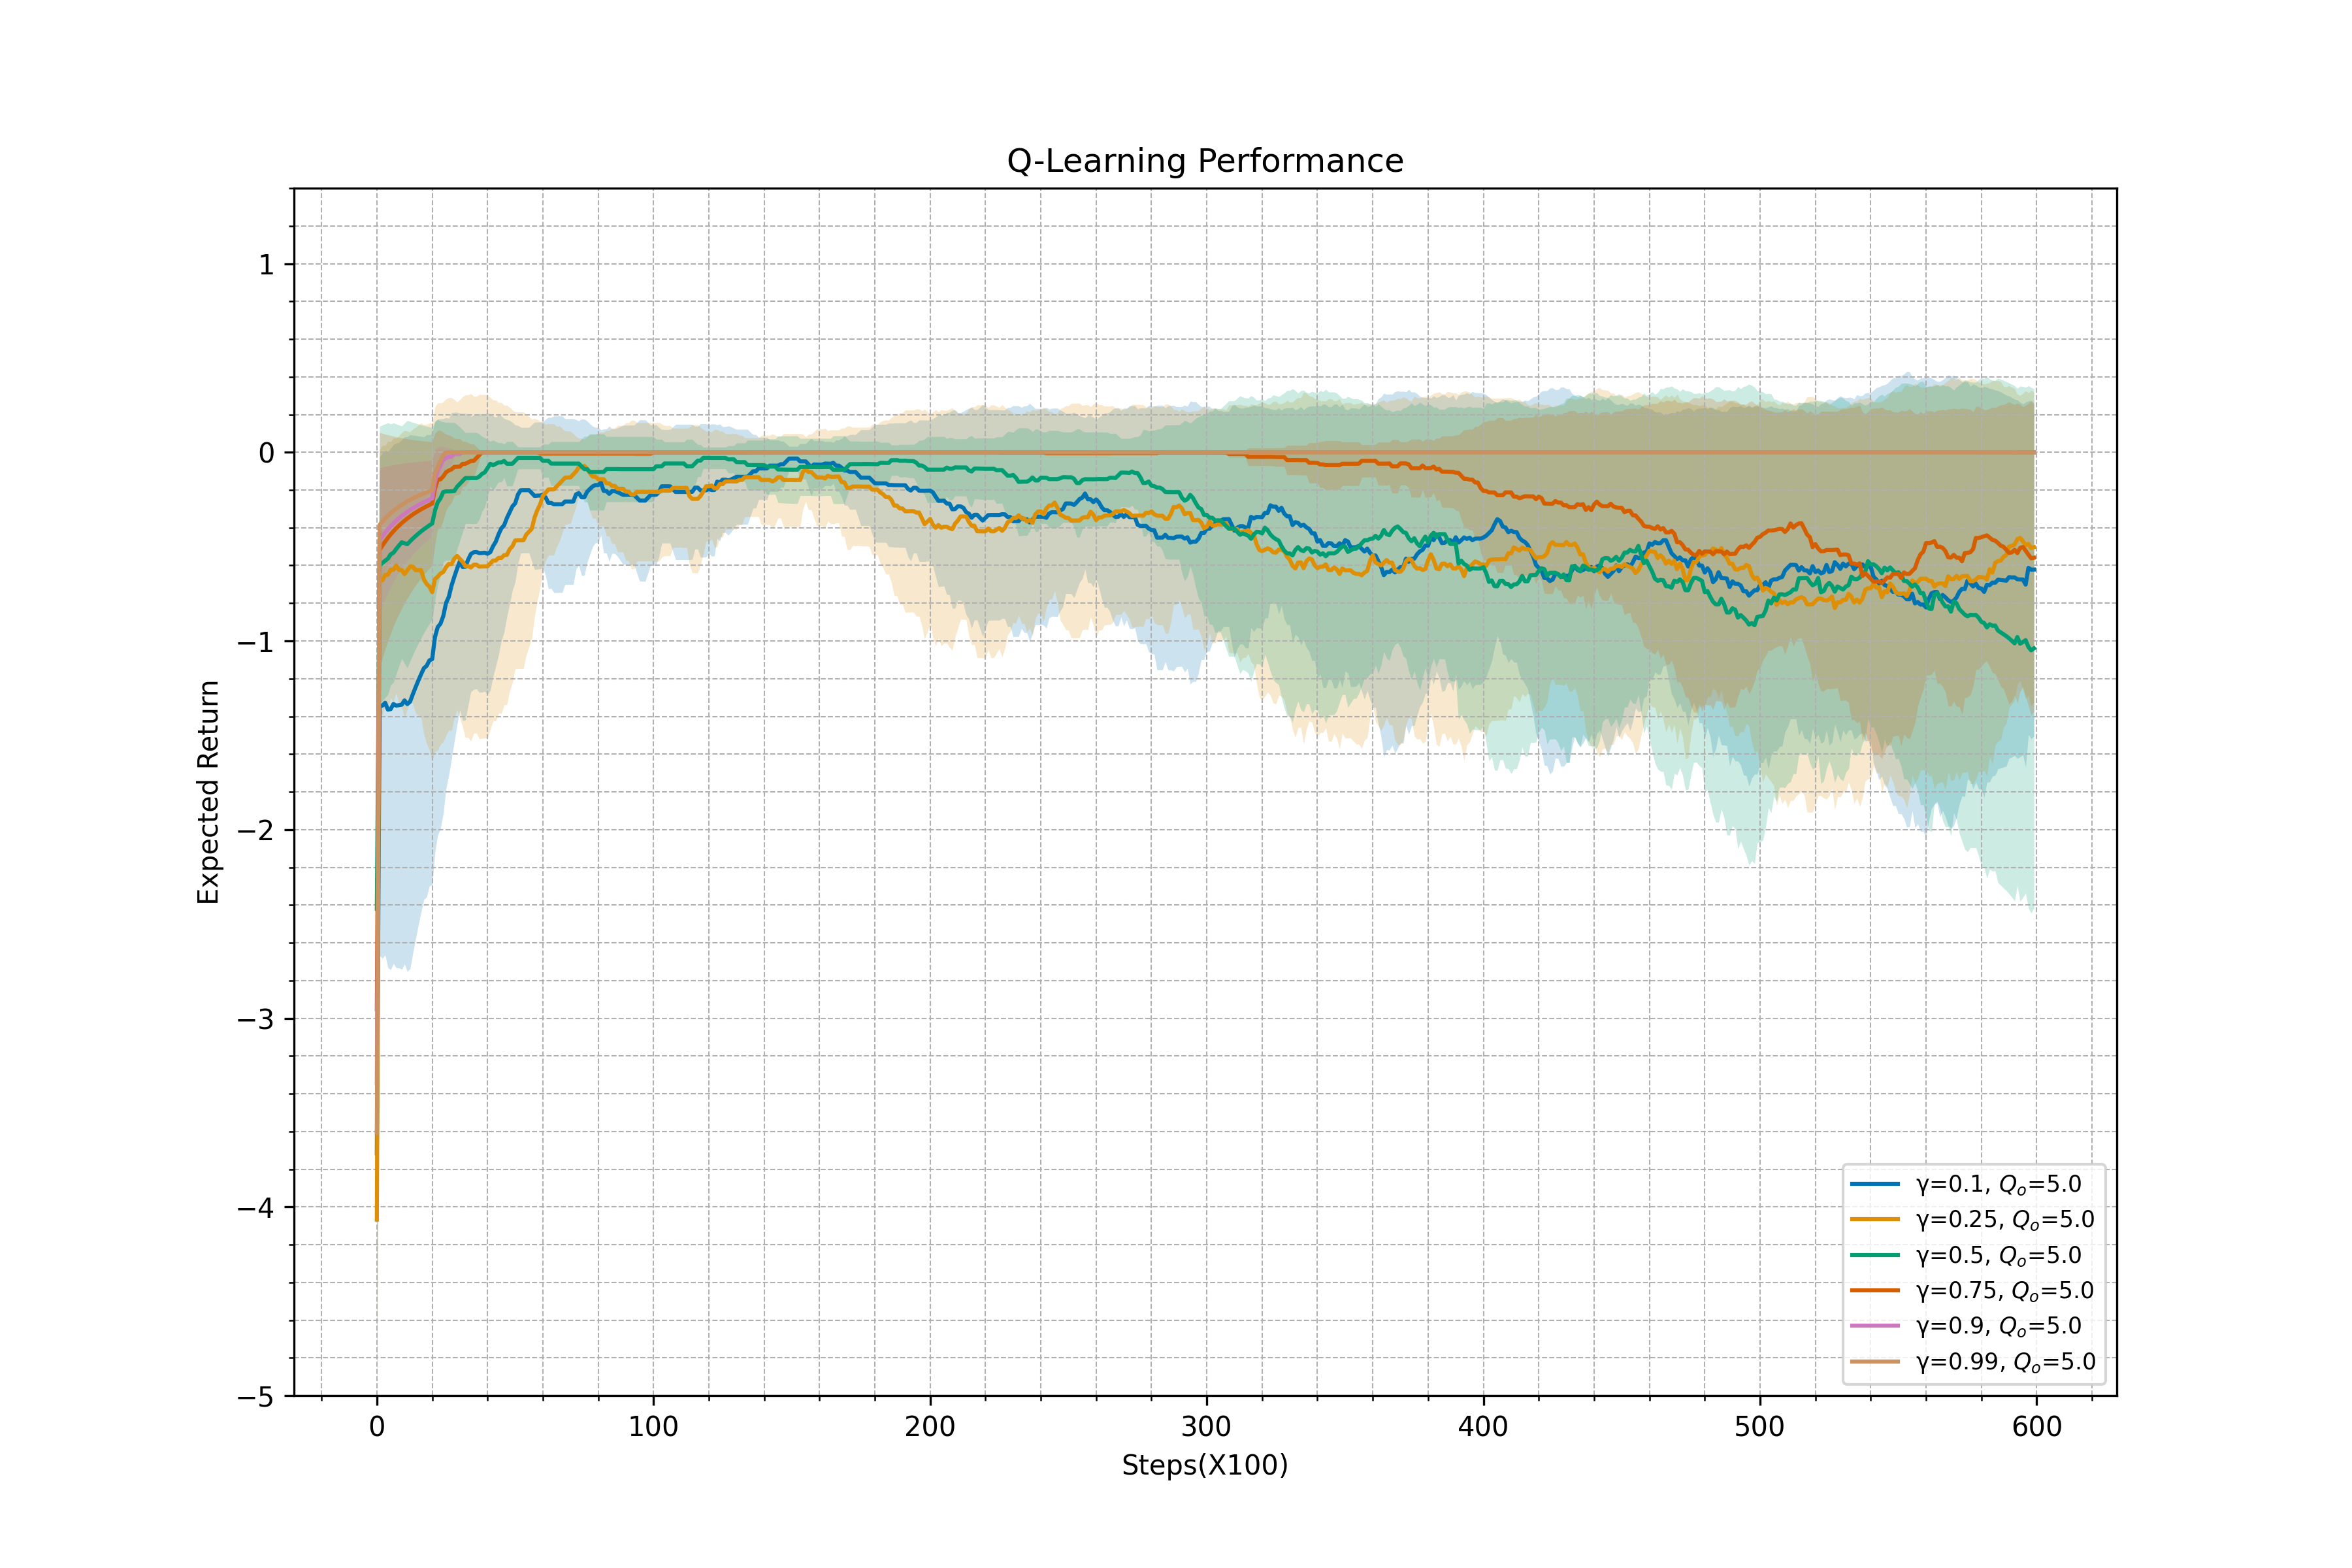 Q-Learning Performance
Expected Return
1
0
−1
−2
−3
−4
−5
0 100 200 300 400 500 600
Steps(X100)
γ=0.1, Qₒ=5.0
γ=0.25, Qₒ=5.0
γ=0.5, Qₒ=5.0
γ=0.75, Qₒ=5.0
γ=0.9, Qₒ=5.0
γ=0.99, Qₒ=5.0